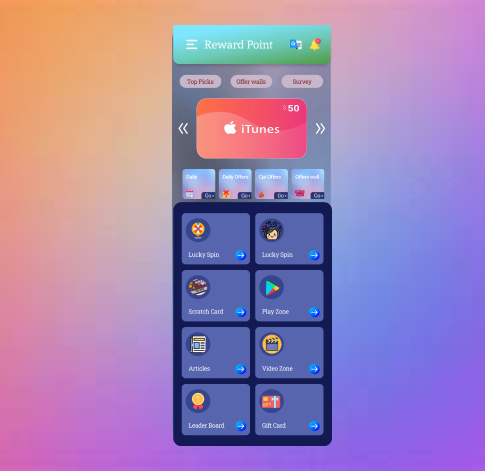 Reward Point
Top Picks Offer walls Survey
$50
iTunes
Daily Daily Offers Cpi Offers Offers wall
Go Go Go Go
Lucky Spin Lucky Spin
Scratch Card Play Zone
Articles Video Zone
Leader Board Gift Card